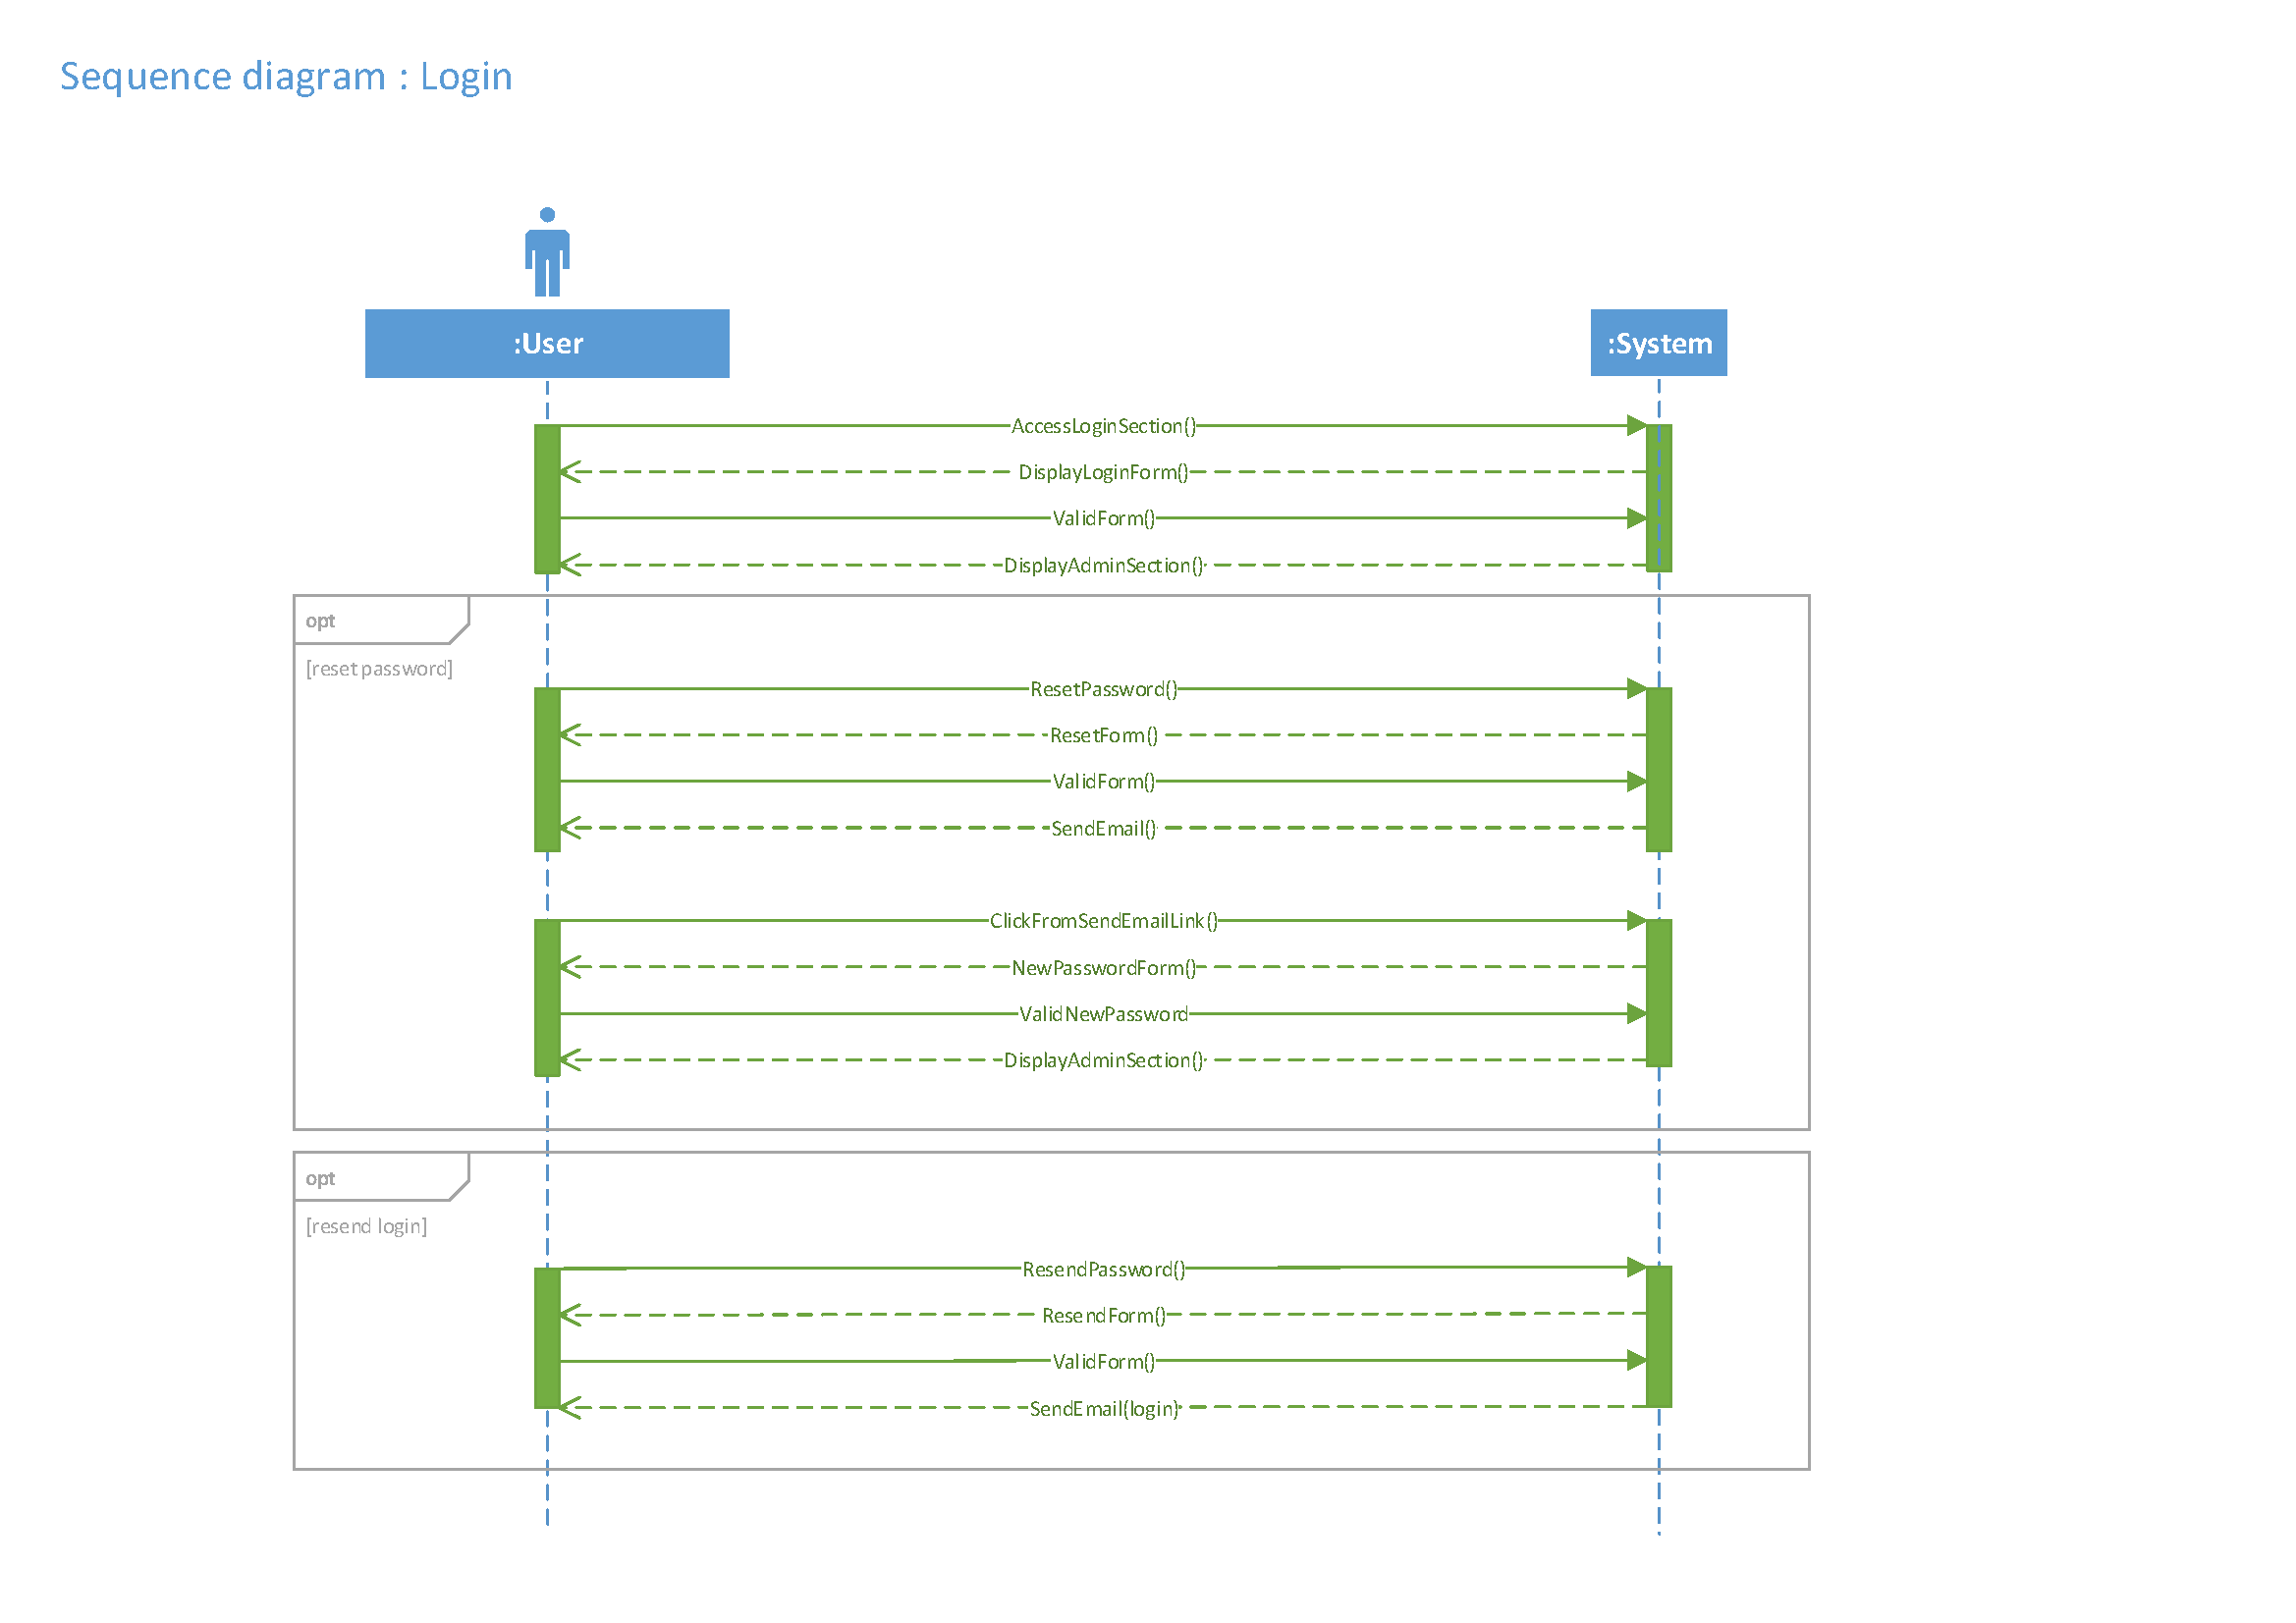 Sequence diagram : Login
:User
:System
AccessLoginSection()
DisplayLoginForm()
ValidForm()
DisplayAdminSection()
opt
[reset password]
ResetPassword()
ResetForm()
ValidForm()
SendEmail()
ClickFromSendEmailLink()
NewPasswordForm()
ValidNewPassword
DisplayAdminSection()
opt
[resend login]
ResendPassword()
ResendForm()
ValidForm()
SendEmail(login)